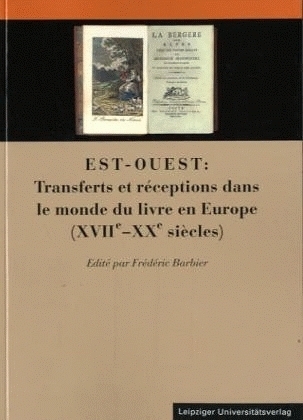 LA BERGERE
EST-OUEST:
Transferts et réceptions dans
le monde du livre en Europe
(XVIIe–XXe siècles)
Edité par Frédéric Barbier
Leipziger Universitätsverlag